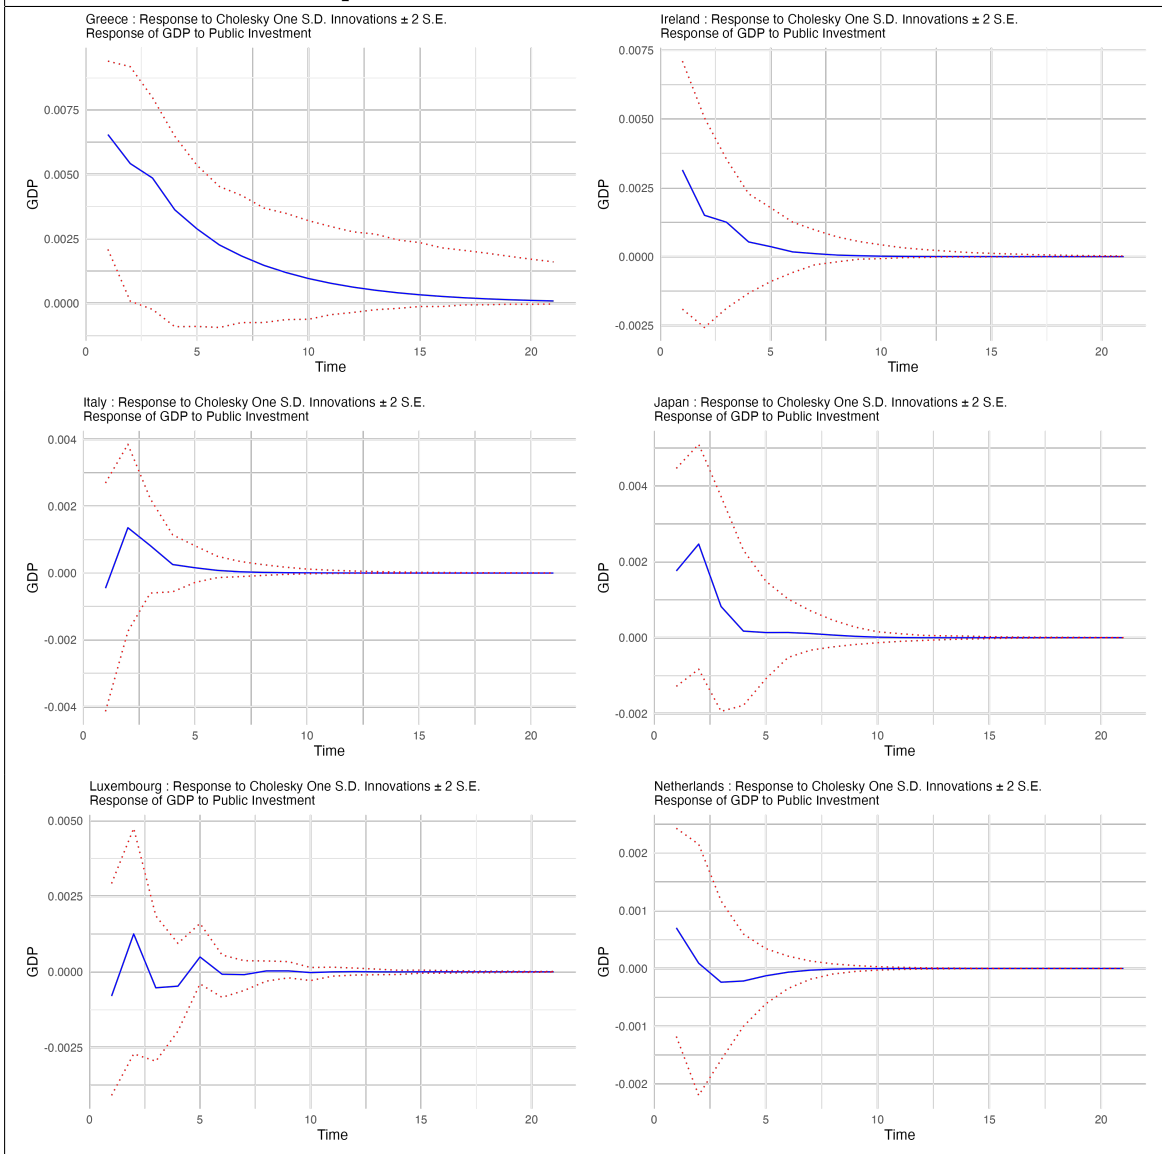 Greece : Response to Cholesky One S.D. Innovations ± 2 S.E.
Response of GDP to Public Investment
0.0075
0.0050
0.0025
0.0000
GDP
0 5 10 15 20
Time
Ireland : Response to Cholesky One S.D. Innovations ± 2 S.E.
Response of GDP to Public Investment
0.0075
0.0050
0.0025
0.0000
-0.0025
GDP
0 5 10 15 20
Time
Italy : Response to Cholesky One S.D. Innovations ± 2 S.E.
Response of GDP to Public Investment
0.004
0.002
0.000
-0.002
-0.004
GDP
0 5 10 15 20
Time
Japan : Response to Cholesky One S.D. Innovations ± 2 S.E.
Response of GDP to Public Investment
0.004
0.002
0.000
-0.002
GDP
0 5 10 15 20
Time
Luxembourg : Response to Cholesky One S.D. Innovations ± 2 S.E.
Response of GDP to Public Investment
0.0050
0.0025
0.0000
-0.0025
GDP
0 5 10 15 20
Time
Netherlands : Response to Cholesky One S.D. Innovations ± 2 S.E.
Response of GDP to Public Investment
0.002
0.001
0.000
-0.001
-0.002
GDP
0 5 10 15 20
Time